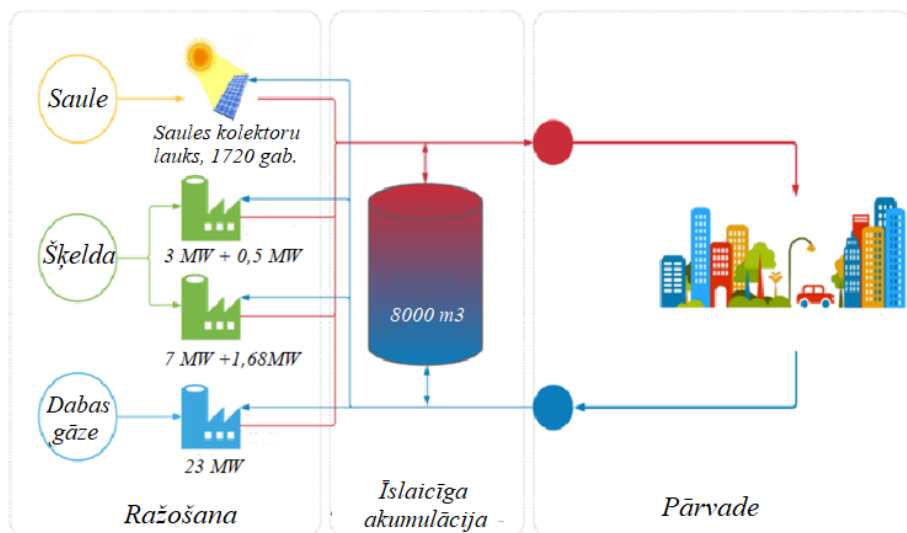 Saule
Saules kolektoru
lauks, 1720 gab.
Šķelda
3 MW + 0,5 MW
7 MW +1,68MW
Dabas
gāze
23 MW
8000 m3
Ražošana
Īslaicīga
akumulācija -
Pārvade